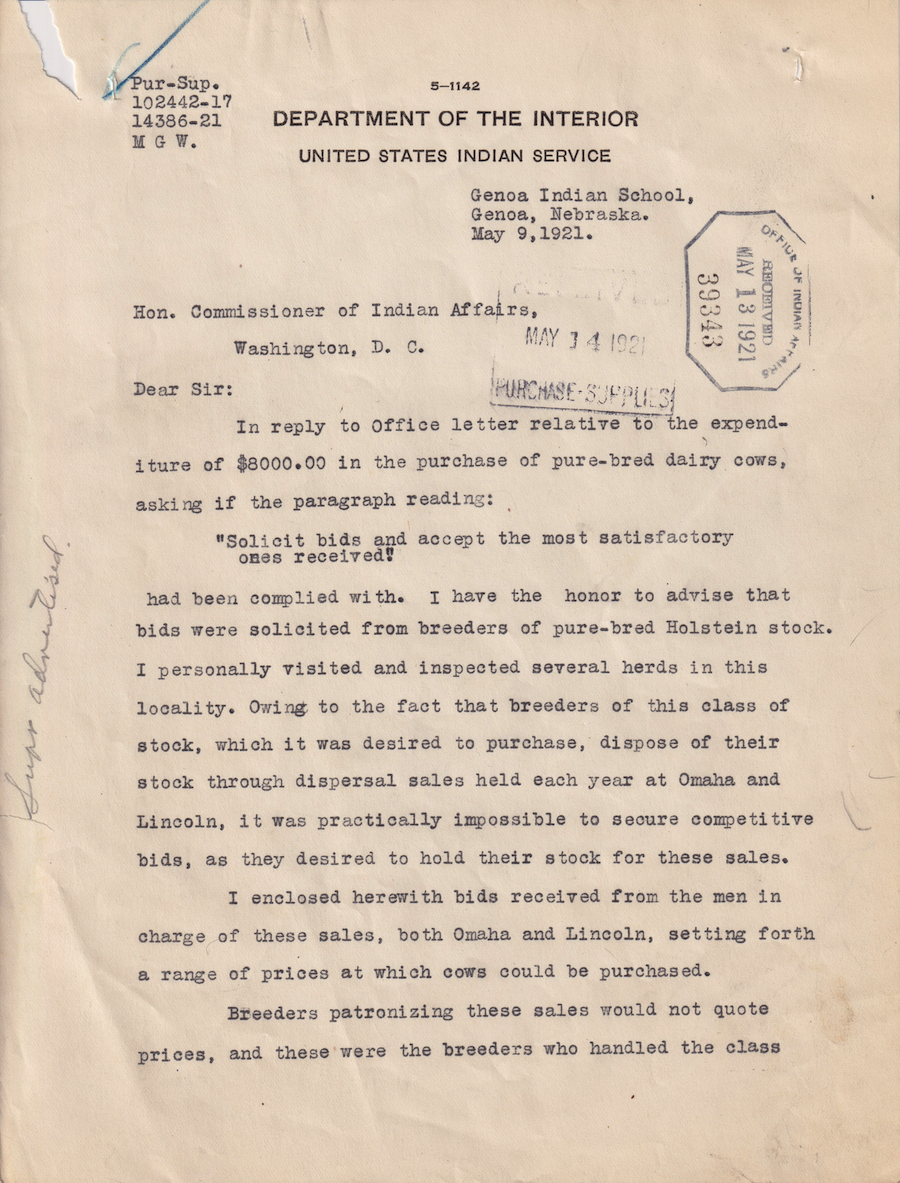 Pur-Sup.
102442-17
14386-21
M G W.
5—1142
DEPARTMENT OF THE INTERIOR
UNITED STATES INDIAN SERVICE
Genoa Indian School,
Genoa, Nebraska.
May 9,1921.
OFFICE OF INDIAN AFFAIRS
RECEIVED
MAY 13 1921
39343
RECEIVED
MAY 14 1921
PURCHASE-SUPPLIES
Hon. Commissioner of Indian Affairs,
Washington, D. C.
Dear Sir:
In reply to Office letter relative to the expend-
iture of $8000.00 in the purchase of pure-bred dairy cows,
asking if the paragraph reading:
"Solicit bids and accept the most satisfactory
ones received"
had been complied with. I have the honor to advise that
bids were solicited from breeders of pure-bred Holstein stock.
I personally visited and inspected several herds in this
locality. Owing to the fact that breeders of this class of
stock, which it was desired to purchase, dispose of their
stock through dispersal sales held each year at Omaha and
Lincoln, it was practically impossible to secure competitive
bids, as they desired to hold their stock for these sales.
I enclosed herewith bids received from the men in
charge of these sales, both Omaha and Lincoln, setting forth
a range of prices at which cows could be purchased.
Breeders patronizing these sales would not quote
prices, and these were the breeders who handled the class
advertised.